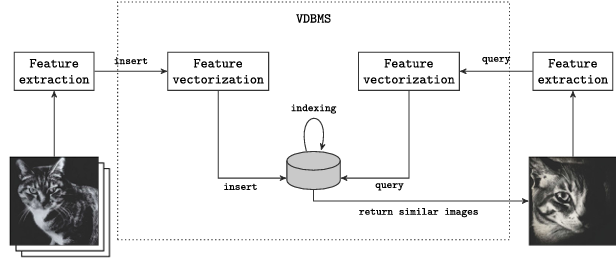 VDBMS
Feature
extraction
insert
Feature
vectorization
Feature
vectorization
query
Feature
extraction
indexing
insert
query
return similar images